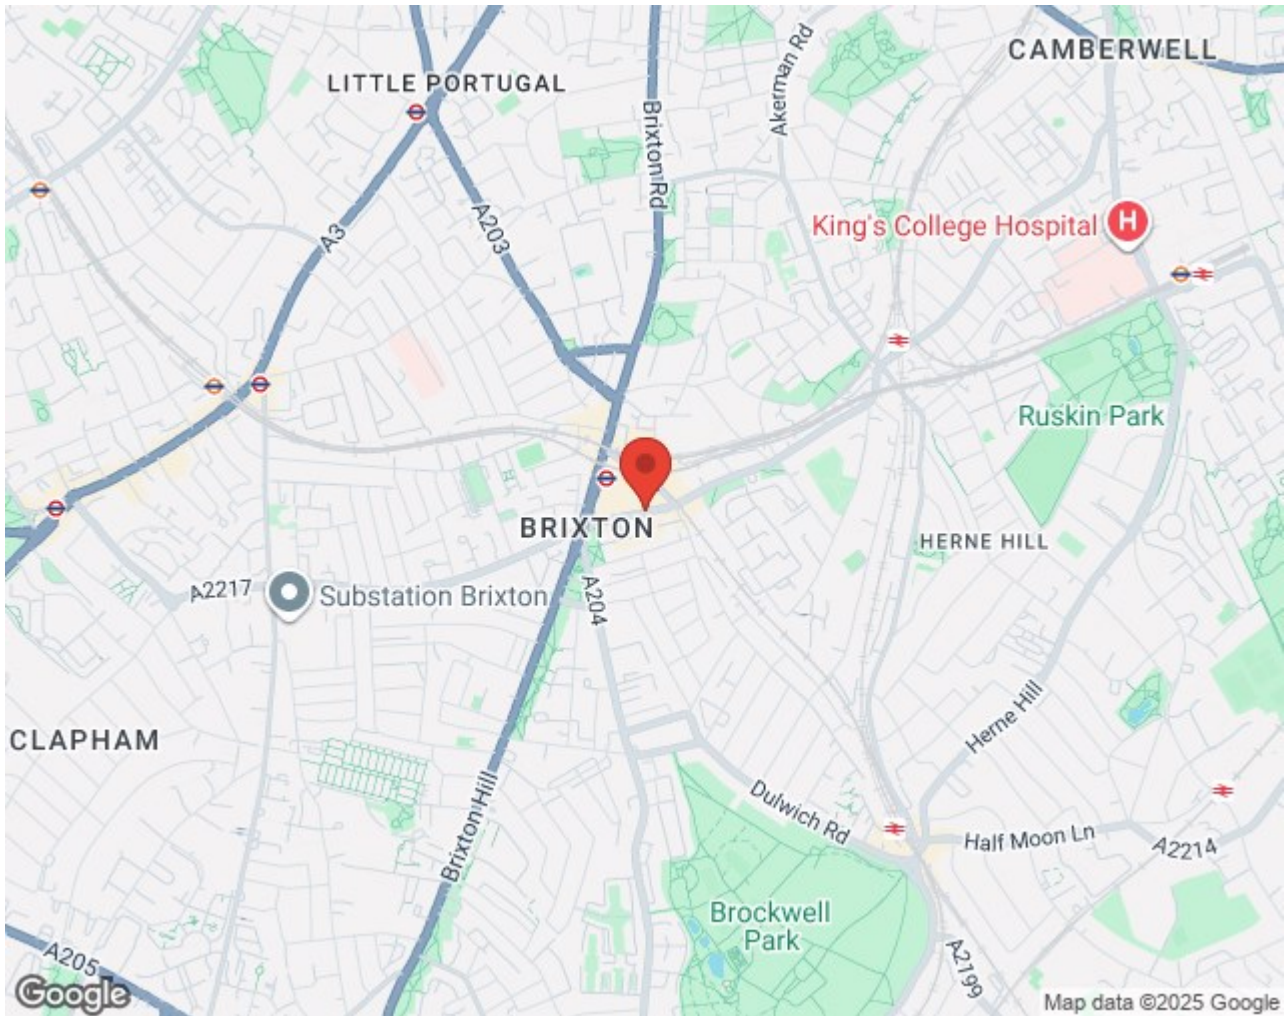 CAMBERWELL
LITTLE PORTUGAL
Akerman Rd
Brixton Rd
King's College Hospital
H
A203
A3
Ruskin Park
BRIXTON
HERNE HILL
A2217
Substation Brixton
A204
CLAPHAM
Herne Hill
Brixton Hill
Dulwich Rd
Half Moon Ln
A2214
Brockwell
Park
A205
A2199
Google
Map data ©2025 Google